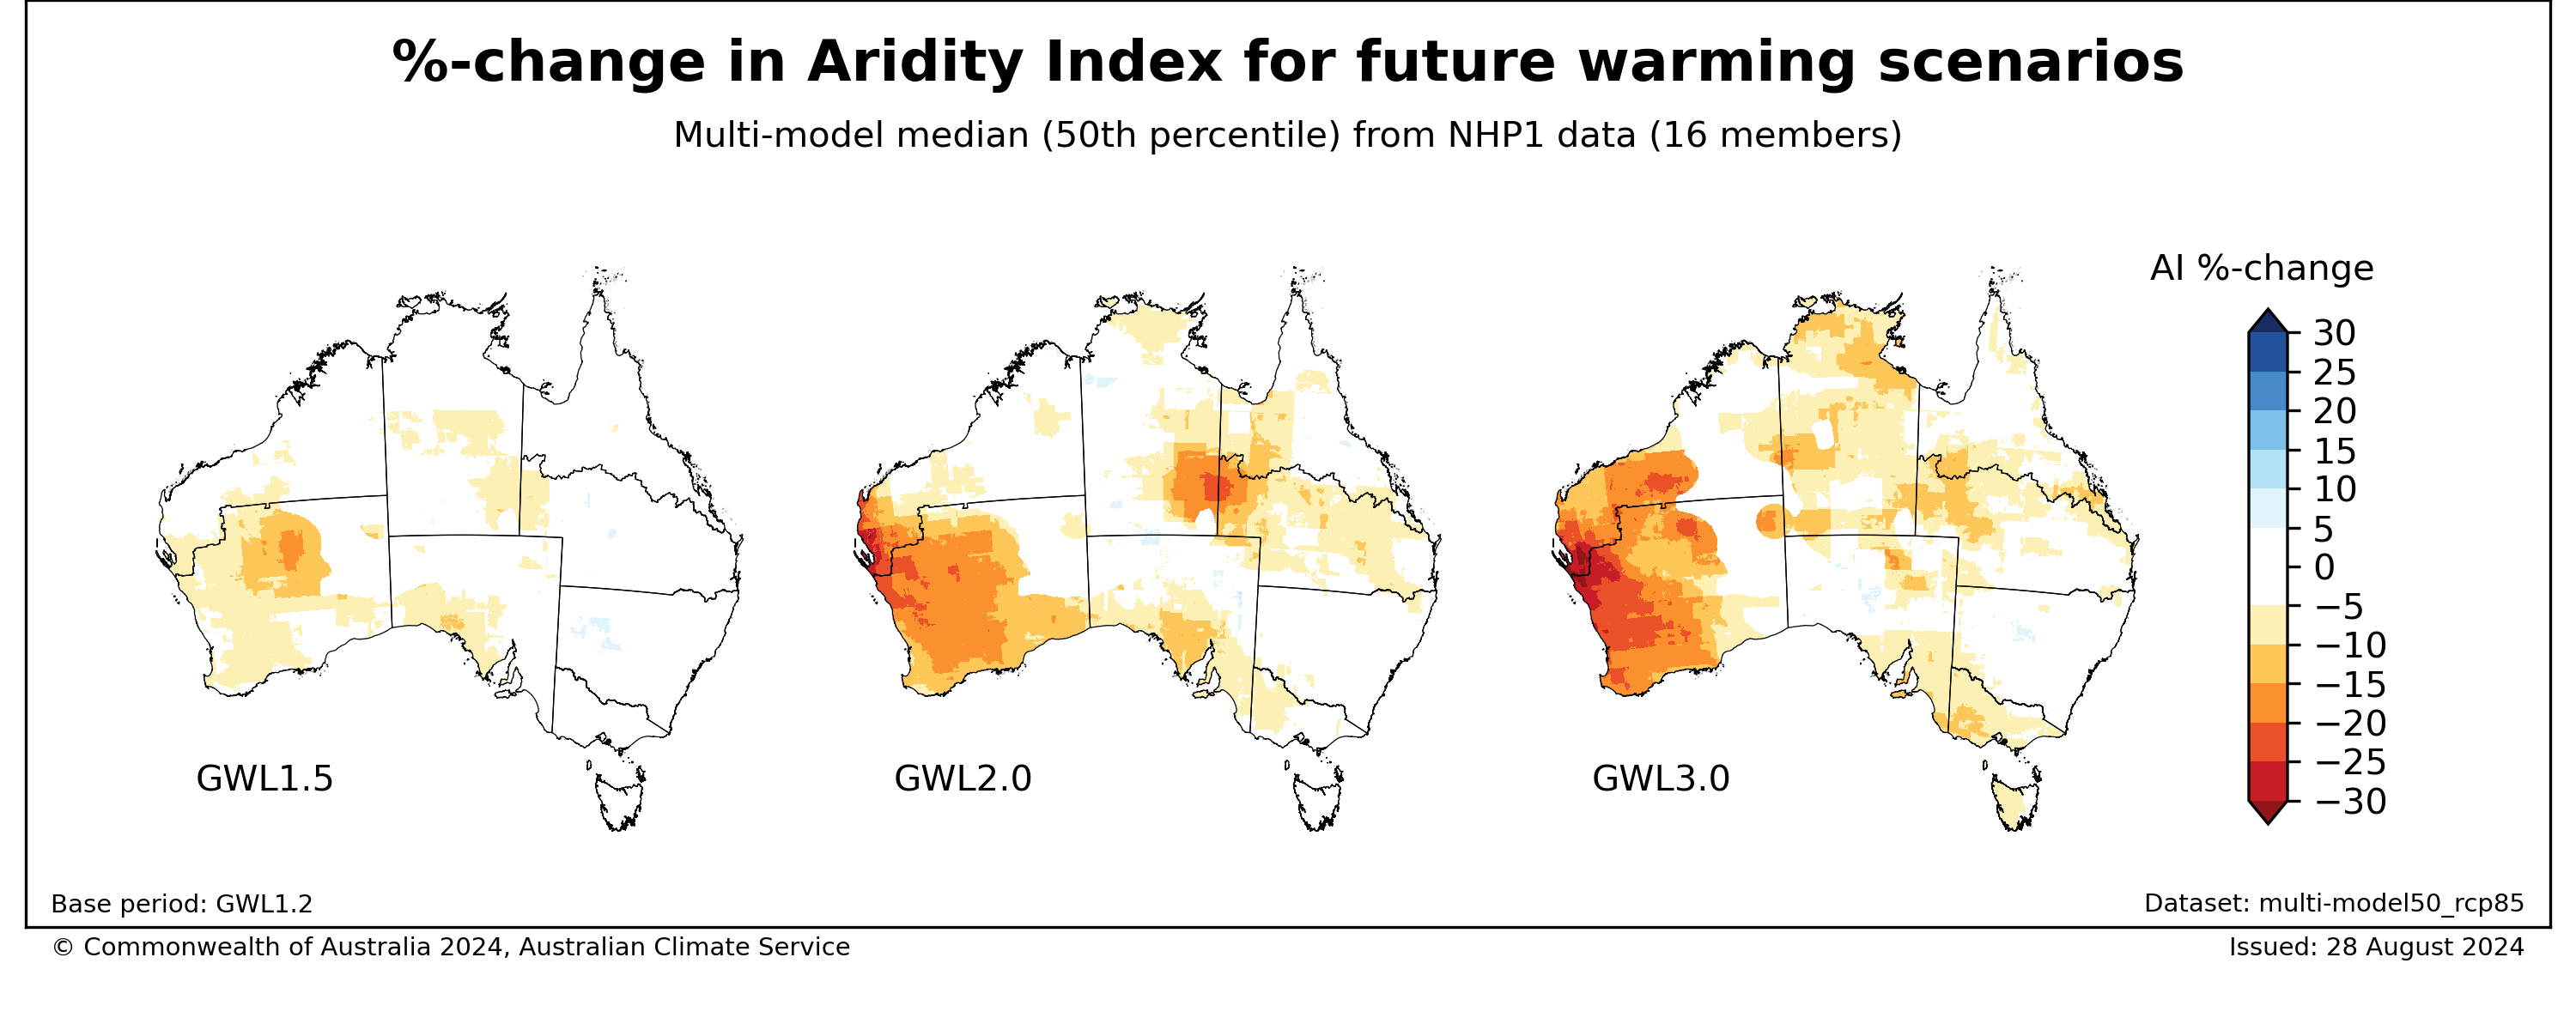 %-change in Aridity Index for future warming scenarios
Multi-model median (50th percentile) from NHP1 data (16 members)
AI %-change
30
25
20
15
10
5
0
−5
−10
−15
−20
−25
−30
GWL1.5
GWL2.0
GWL3.0
Base period: GWL1.2
Dataset: multi-model50_rcp85
© Commonwealth of Australia 2024, Australian Climate Service
Issued: 28 August 2024